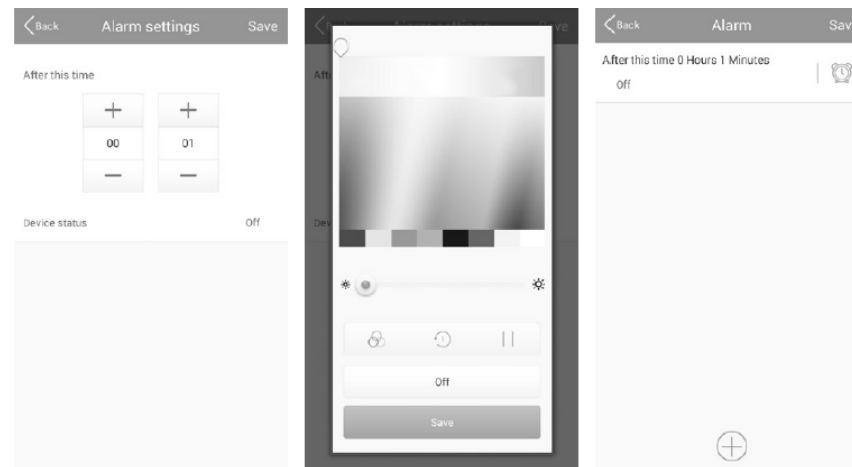 Back Alarm settings Save
After this time
+ +
00 01
— —
Device status Off
Off
Save
Back Alarm Sav
After this time 0 Hours 1 Minutes
Off